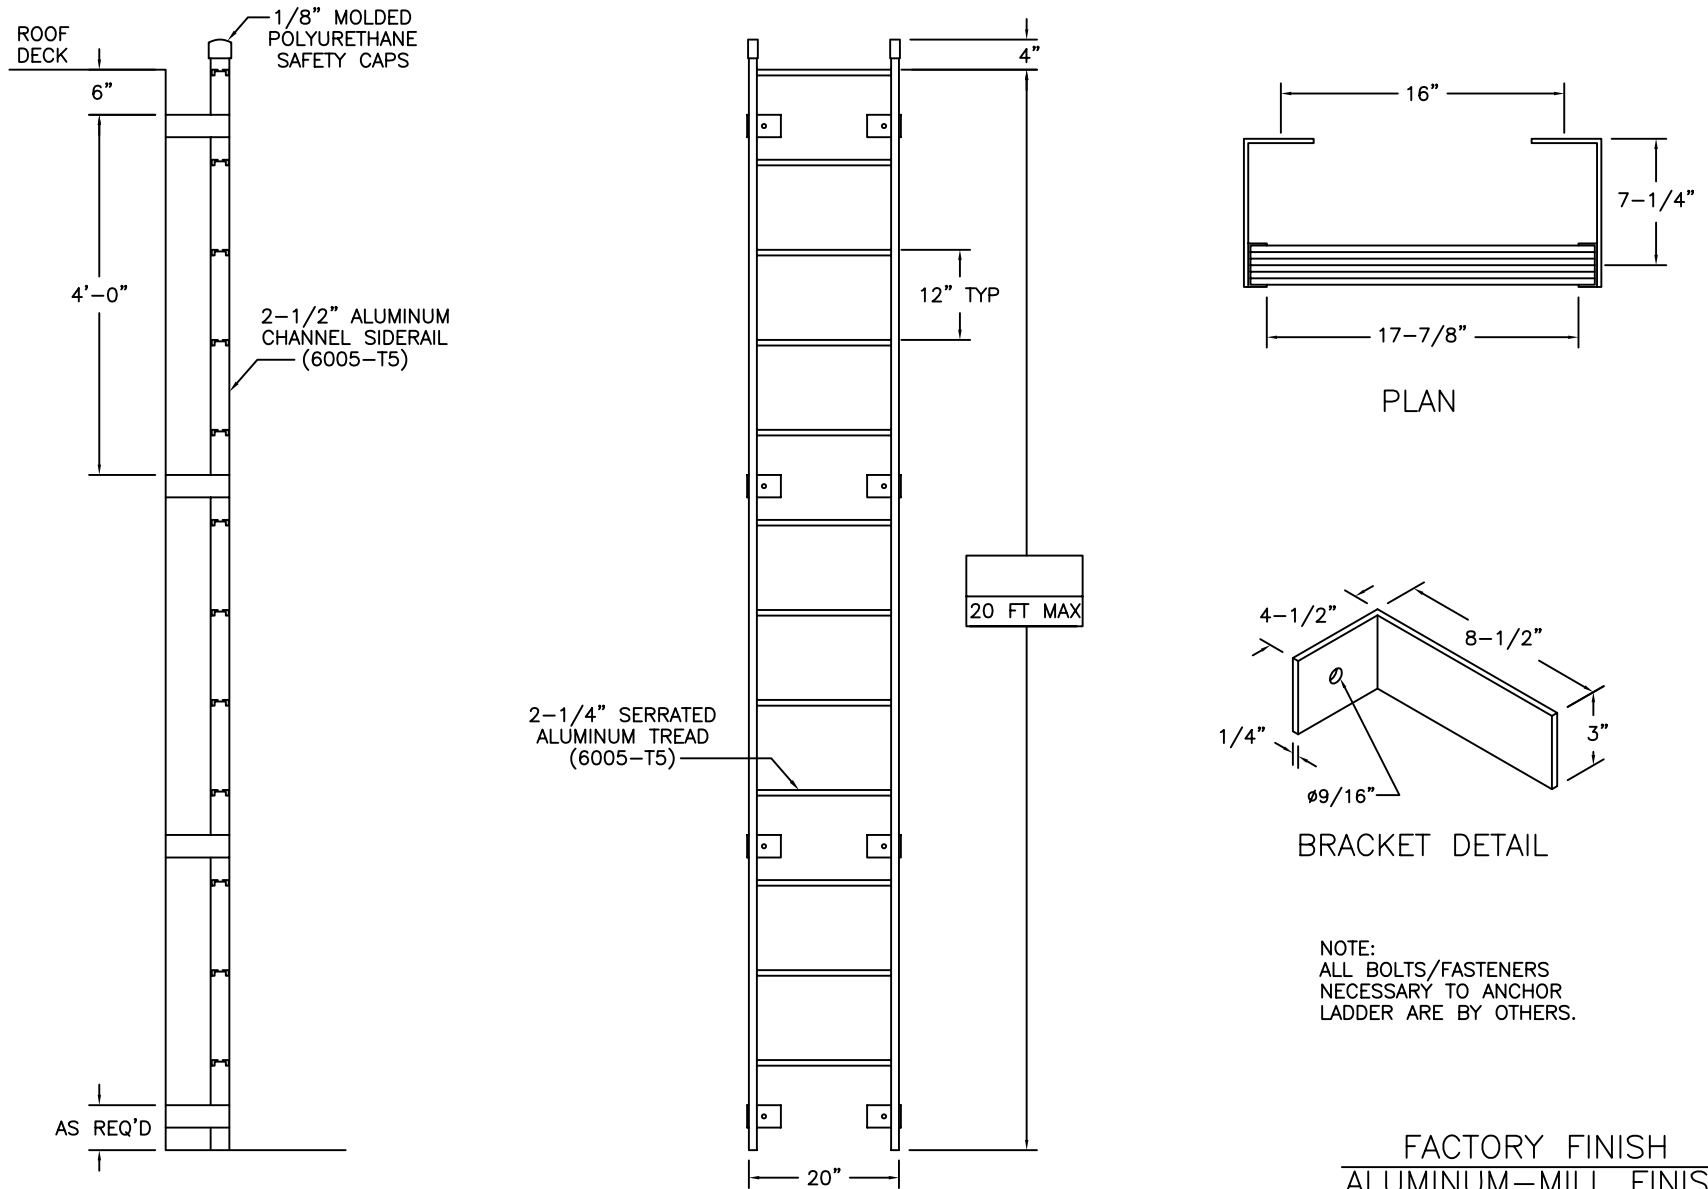 ROOF
DECK
1/8” MOLDED
POLYURETHANE
SAFETY CAPS
6”
4'-0”
2-1/2” ALUMINUM
CHANNEL SIDERAIL
(6005-T5)
AS REQ'D
4”
12” TYP
20 FT MAX
2-1/4” SERRATED
ALUMINUM TREAD
(6005-T5)
20”
16”
7-1/4”
17-7/8”
PLAN
4-1/2”
8-1/2”
1/4”
3”
ø9/16”
BRACKET DETAIL
NOTE:
ALL BOLTS/FASTENERS
NECESSARY TO ANCHOR
LADDER ARE BY OTHERS.
FACTORY FINISH
ALUMINUM-MILL FINIS